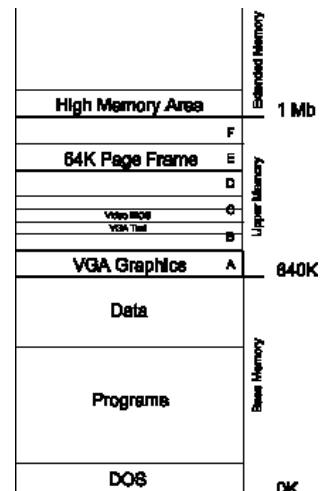 Extended Memory
High Memory Area
1 Mb
F
64K Page Frame
E
D
C
Upper Memory
Video BIOS
VGA Text
B
VGA Graphics
A
640K
Data
Programs
Base Memory
DOS
0K